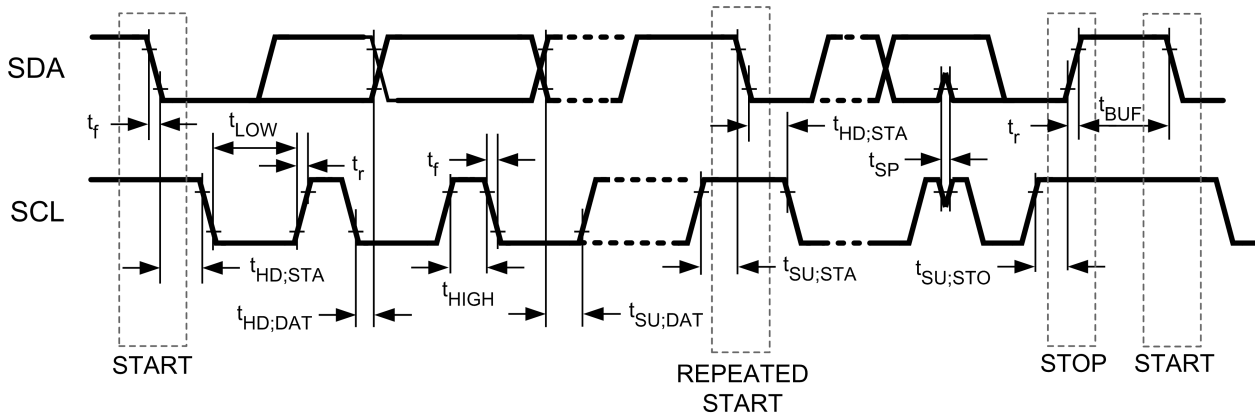 SDA
t_f
t_LOW
t_r
t_f
t_HD;STA
t_SP
t_r
t_BUF
SCL
t_HD;STA
t_HD;DAT
t_HIGH
t_SU;DAT
t_SU;STA
t_SU;STO
START
REPEATED
START
STOP
START